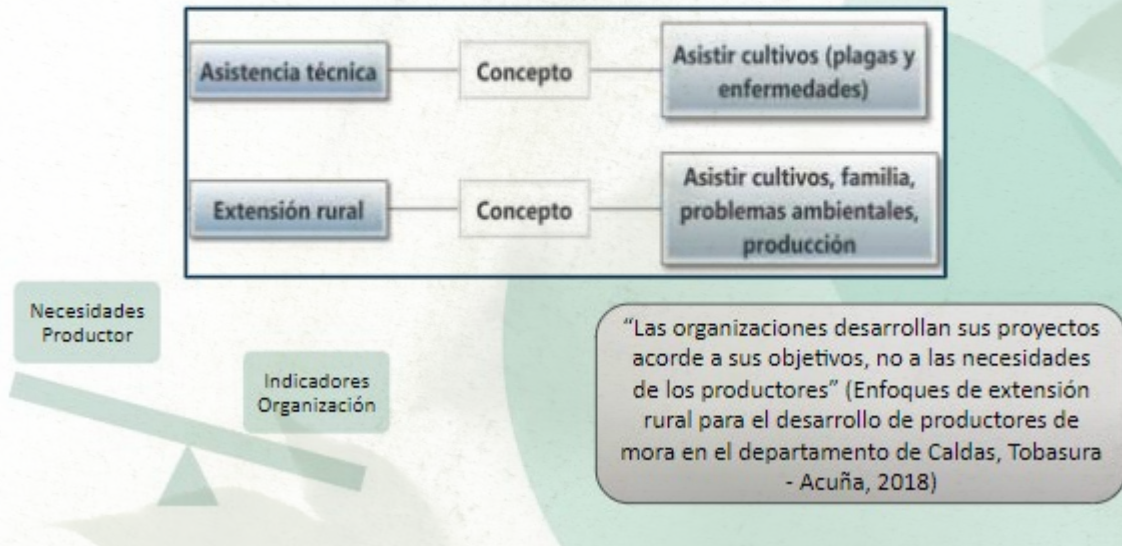 Asistencia técnica
Concepto
Asistir cultivos (plagas y
enfermedades)
Extensión rural
Concepto
Asistir cultivos, familia,
problemas ambientales,
producción
Necesidades
Productor
Indicadores
Organización
“Las organizaciones desarrollan sus proyectos
acorde a sus objetivos, no a las necesidades
de los productores” (Enfoques de extensión
rural para el desarrollo de productores de
mora en el departamento de Caldas, Tobasura
- Acuña, 2018)